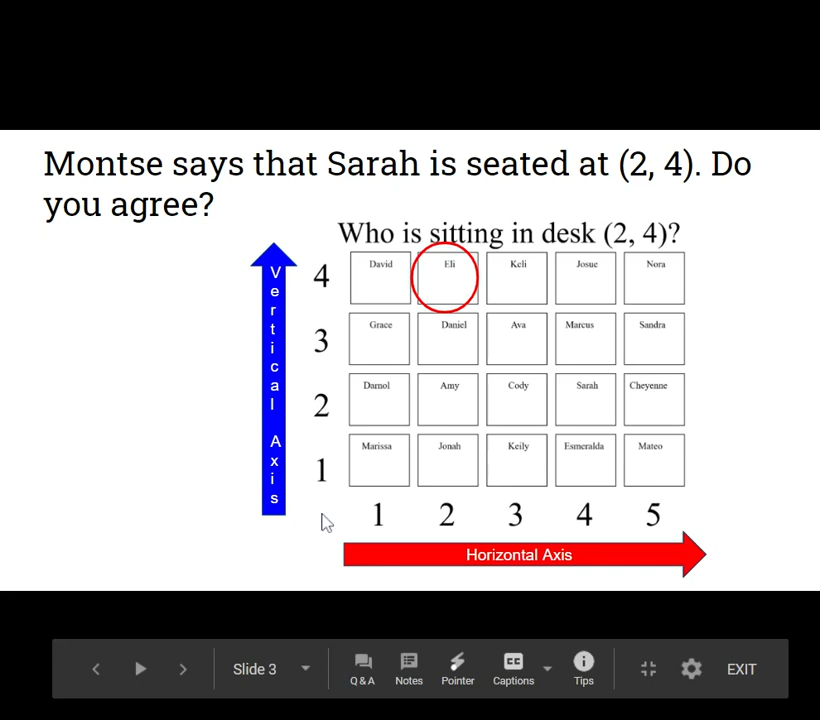 Montse says that Sarah is seated at (2, 4). Do
you agree?
Who is sitting in desk (2, 4)?
Vertical Axis
4 David Eli Keli Josue Nora
3 Grace Daniel Ava Marcus Sandra
2 Damol Amy Cody Sarah Cheyenne
1 Marissa Jonah Keily Esmeralda Mateo
1 2 3 4 5
Horizontal Axis
Slide 3
Q & A Notes Pointer CC Captions Tips EXIT